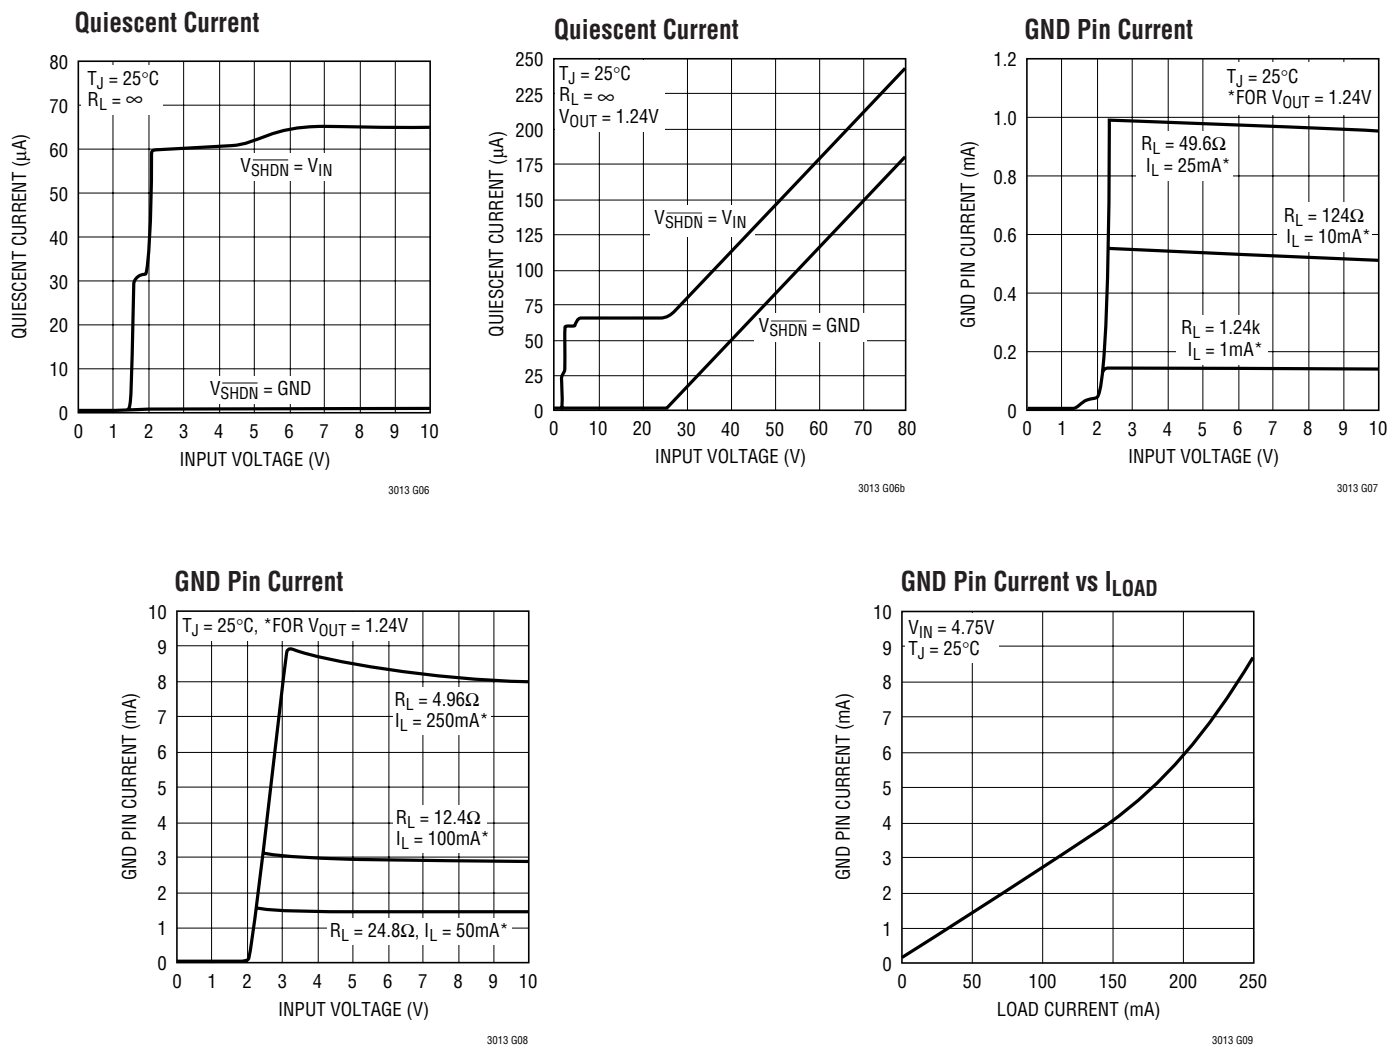 Quiescent Current
80
70
60
50
40
30
20
10
0
QUIESCENT CURRENT (μA)
TJ = 25°C
RL = ∞
VSHDN = VIN
VSHDN = GND
0 1 2 3 4 5 6 7 8 9 10
INPUT VOLTAGE (V)
3013 G06
Quiescent Current
250
225
200
175
150
125
100
75
50
25
0
QUIESCENT CURRENT (μA)
TJ = 25°C
RL = ∞
VOUT = 1.24V
VSHDN = VIN
VSHDN = GND
0 10 20 30 40 50 60 70 80
INPUT VOLTAGE (V)
3013 G06b
GND Pin Current
1.2
1.0
0.8
0.6
0.4
0.2
0
GND PIN CURRENT (mA)
TJ = 25°C
*FOR VOUT = 1.24V
RL = 49.6Ω
IL = 25mA*
RL = 124Ω
IL = 10mA*
RL = 1.24k
IL = 1mA*
0 1 2 3 4 5 6 7 8 9 10
INPUT VOLTAGE (V)
3013 G07
GND Pin Current
10
9
8
7
6
5
4
3
2
1
0
GND PIN CURRENT (mA)
TJ = 25°C, *FOR VOUT = 1.24V
RL = 4.96Ω
IL = 250mA*
RL = 12.4Ω
IL = 100mA*
RL = 24.8Ω, IL = 50mA*
0 1 2 3 4 5 6 7 8 9 10
INPUT VOLTAGE (V)
3013 G08
GND Pin Current vs ILOAD
10
9
8
7
6
5
4
3
2
1
0
GND PIN CURRENT (mA)
VIN = 4.75V
TJ = 25°C
0 50 100 150 200 250
LOAD CURRENT (mA)
3013 G09